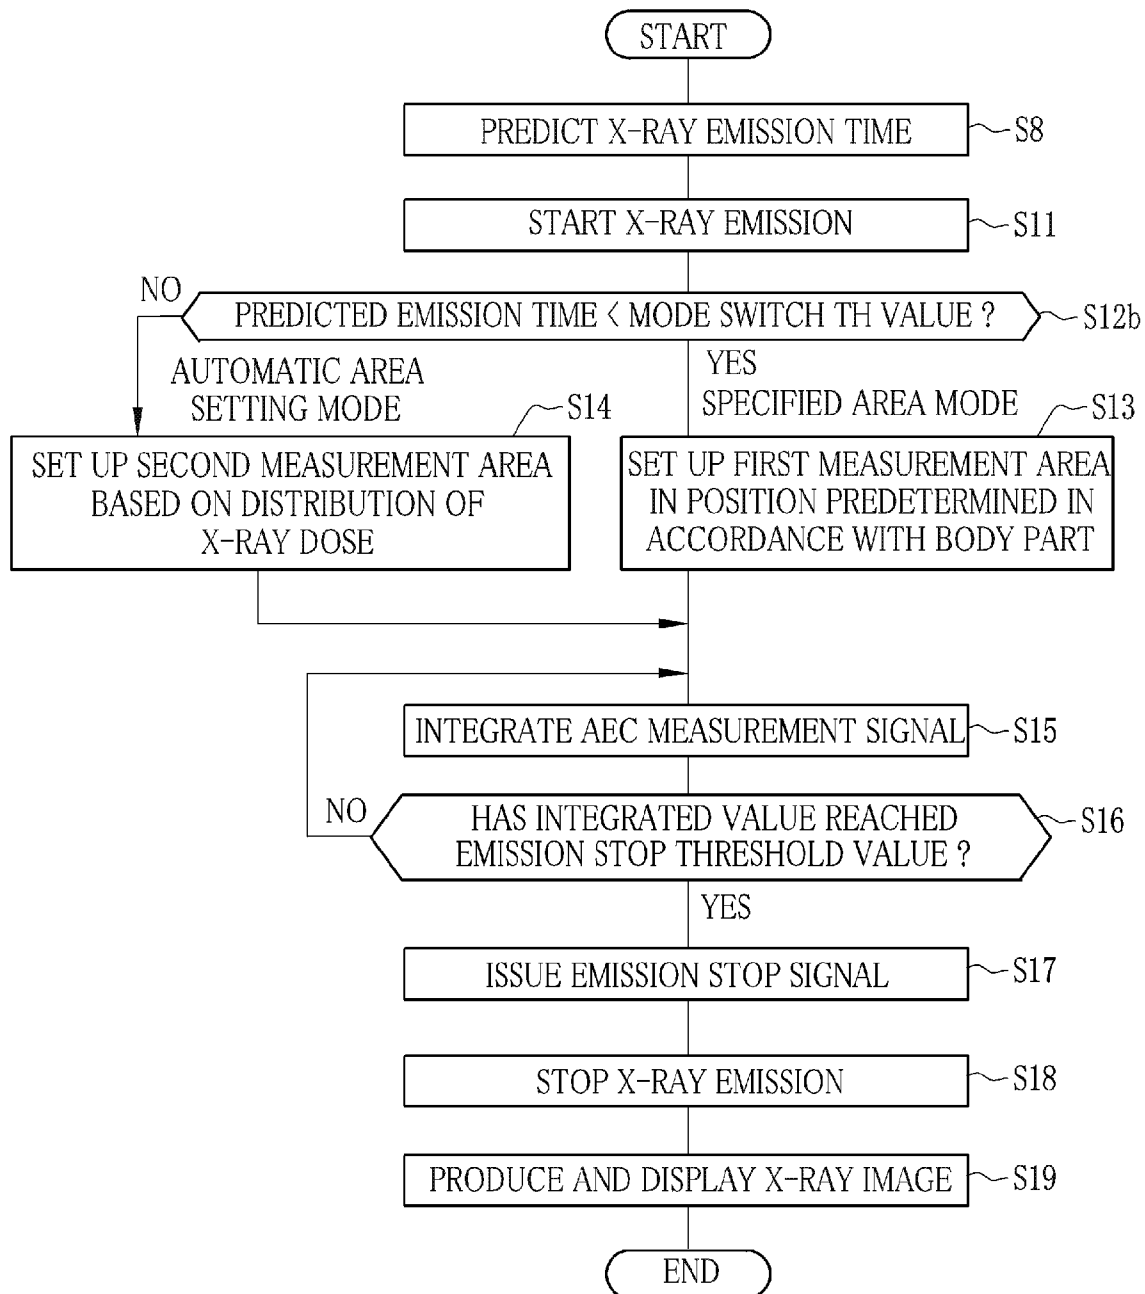 START
PREDICT X-RAY EMISSION TIME
S8
START X-RAY EMISSION
S11
NO
PREDICTED EMISSION TIME < MODE SWITCH TH VALUE ?
S12b
YES
AUTOMATIC AREA
SETTING MODE
SPECIFIED AREA MODE
S14
S13
SET UP SECOND MEASUREMENT AREA
BASED ON DISTRIBUTION OF
X-RAY DOSE
SET UP FIRST MEASUREMENT AREA
IN POSITION PREDETERMINED IN
ACCORDANCE WITH BODY PART
INTEGRATE AEC MEASUREMENT SIGNAL
S15
NO
HAS INTEGRATED VALUE REACHED
EMISSION STOP THRESHOLD VALUE ?
S16
YES
ISSUE EMISSION STOP SIGNAL
S17
STOP X-RAY EMISSION
S18
PRODUCE AND DISPLAY X-RAY IMAGE
S19
END